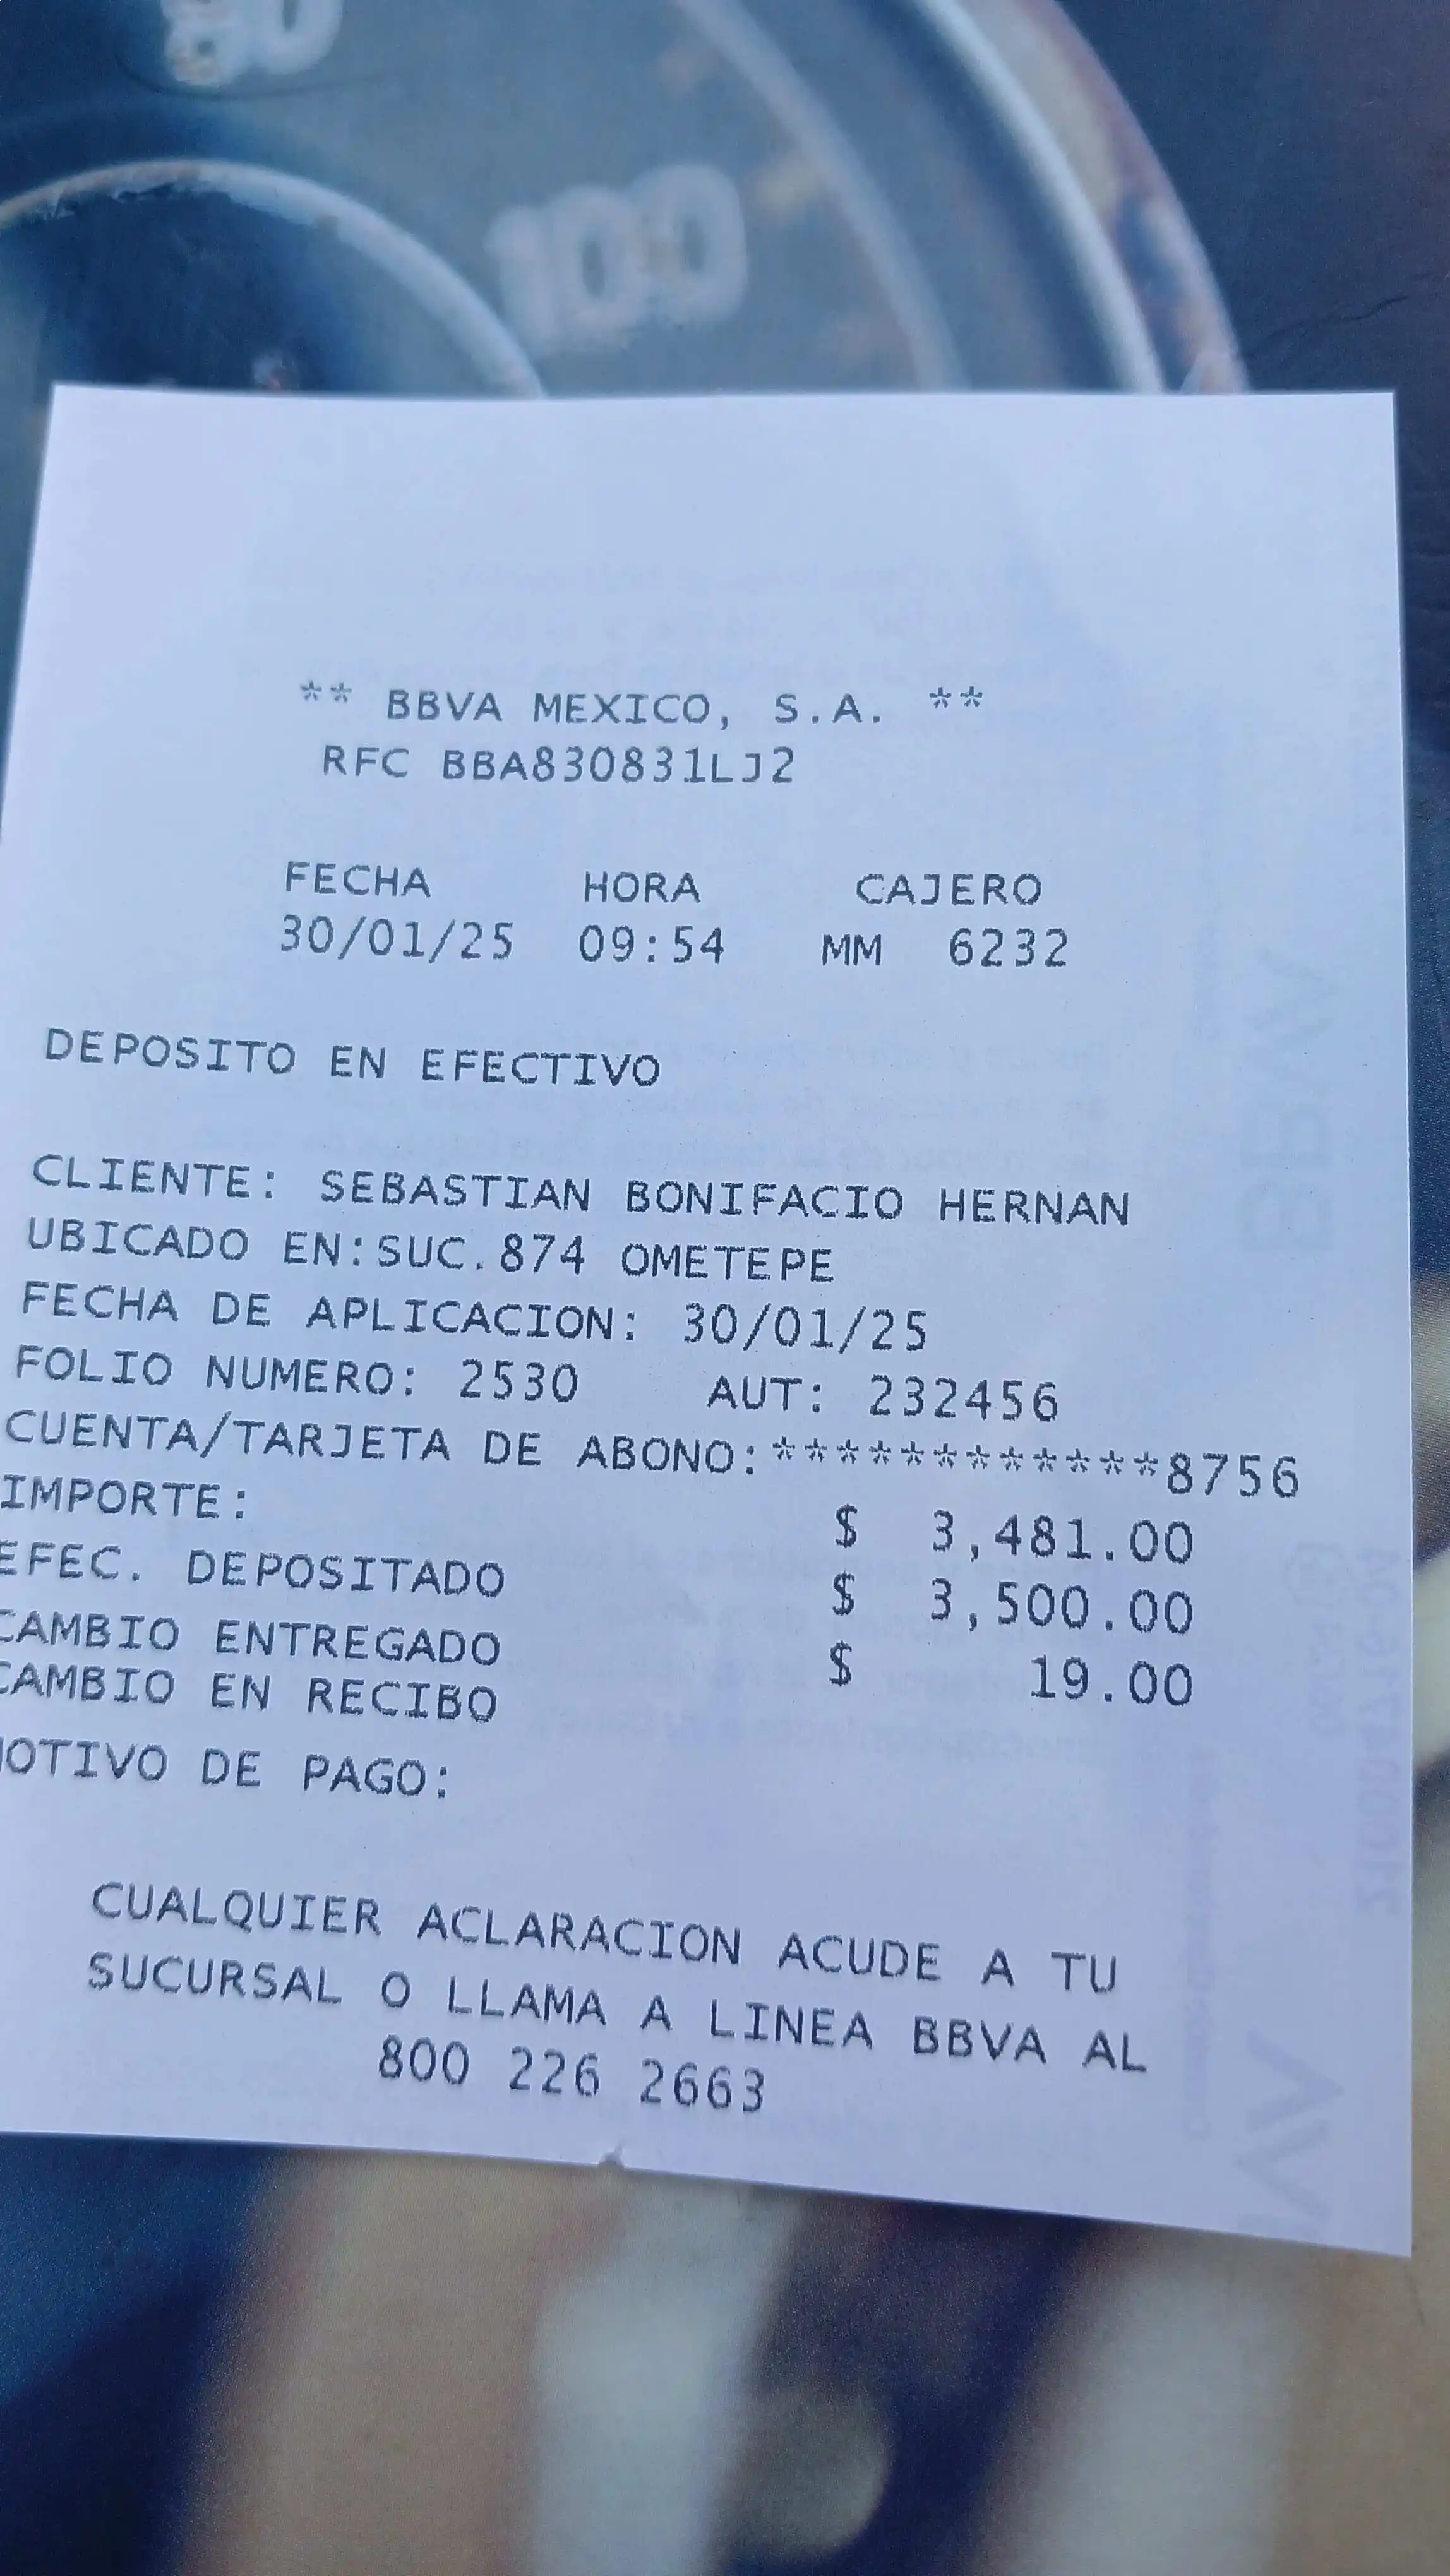 80
100
** BBVA MEXICO, S.A. **
RFC BBA830831LJ2
FECHA HORA CAJERO
30/01/25 09:54 MM 6232
DEPOSITO EN EFECTIVO
CLIENTE: SEBASTIAN BONIFACIO HERNAN
UBICADO EN:SUC.874 OMETEPE
FECHA DE APLICACION: 30/01/25
FOLIO NUMERO: 2530 AUT: 232456
CUENTA/TARJETA DE ABONO:************8756
IMPORTE: $ 3,481.00
EFEC. DEPOSITADO $ 3,500.00
CAMBIO ENTREGADO $ 19.00
CAMBIO EN RECIBO
OTIVO DE PAGO:
CUALQUIER ACLARACION ACUDE A TU
SUCURSAL O LLAMA A LINEA BBVA AL
800 226 2663